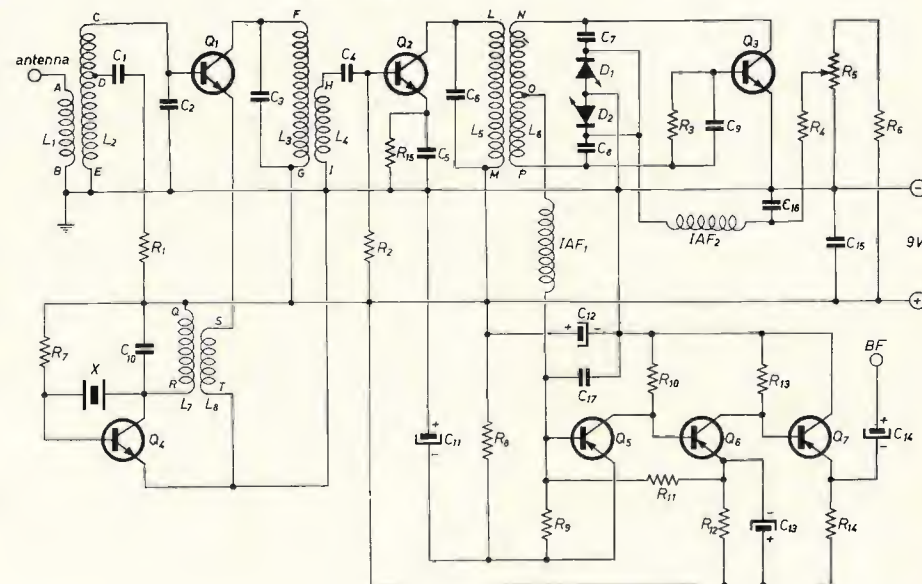 C
F
L
N
Q1
Q2
C7
Q3
antenna
C1
C4
A
D
H
D1
R5
C2
C3
C6
O
L1
L2
L3
L4
L5
L6
D2
R3
C9
R4
R6
R15
C5
C8
B
E
G
I
M
P
−
C16
R1
R2
IAF1
IAF2
C15
9V
+
Q
S
C12
+ −
BF
R7
C10
X
R
T
C17
R10
R13
L7
L8
+
Q4
+
C11
−
R8
Q5
Q6
Q7
−
C14
R11
R9
R12
−
C13
+
R14